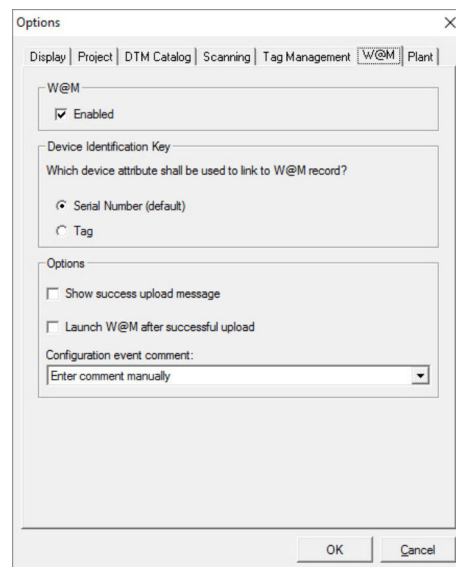 Options
Display Project DTM Catalog Scanning Tag Management W@M Plant
W@M
Enabled
Device Identification Key
Which device attribute shall be used to link to W@M record?
Serial Number (default)
Tag
Options
Show success upload message
Launch W@M after successful upload
Configuration event comment:
Enter comment manually
OK Cancel